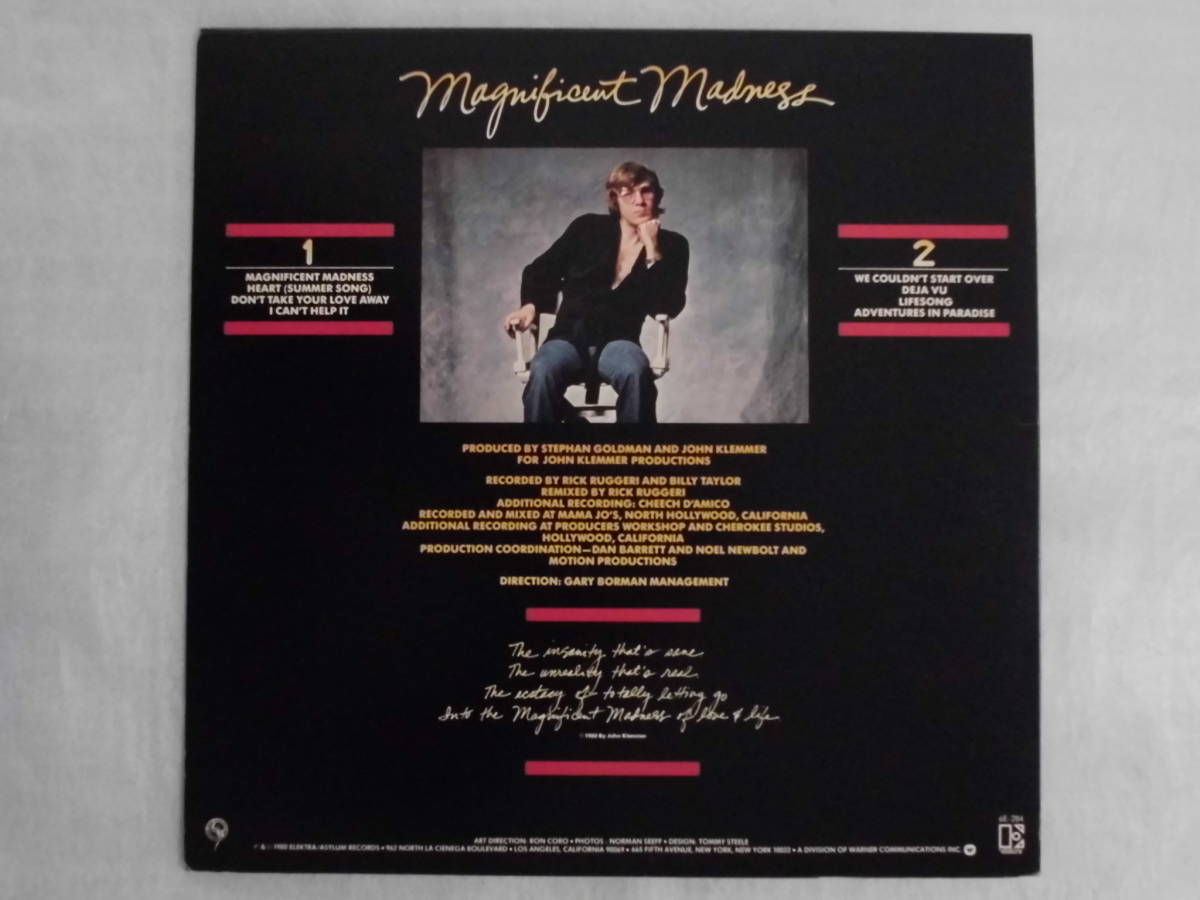 Magnificent Madness
1
MAGNIFICENT MADNESS
HEART (SUMMER SONG)
DON'T TAKE YOUR LOVE AWAY
I CAN'T HELP IT
2
WE COULDN'T START OVER
DEJA VU
LIFESONG
ADVENTURES IN PARADISE
PRODUCED BY STEPHAN GOLDMAN AND JOHN KLEMMER
FOR JOHN KLEMMER PRODUCTIONS
RECORDED BY RICK RUGGERI AND BILLY TAYLOR
REMIXED BY RICK RUGGERI
ADDITIONAL RECORDING: CHEECH D'AMICO
RECORDED AND MIXED AT MAMA JO'S, NORTH HOLLYWOOD, CALIFORNIA
ADDITIONAL RECORDING AT PRODUCERS WORKSHOP AND CHEROKEE STUDIOS,
HOLLYWOOD, CALIFORNIA
PRODUCTION COORDINATION—DAN BARRETT AND NOEL NEWBOLT AND
MOTION PRODUCTIONS
DIRECTION: GARY BORMAN MANAGEMENT
The insanity that's sane
The unreality that's real
The ecstasy of totally letting go
Into the Magnificent Madness of love & life
© 1980 By John Klemmer
6E-284
ART DIRECTION: RON CORO • PHOTOS: NORMAN SEEFF • DESIGN: TOMMY STEELE
℗ & © 1980 ELEKTRA/ASYLUM RECORDS • 962 NORTH LA CIENEGA BOULEVARD • LOS ANGELES, CALIFORNIA 90069 • 665 FIFTH AVENUE, NEW YORK, NEW YORK 10022 • A DIVISION OF WARNER COMMUNICATIONS INC.